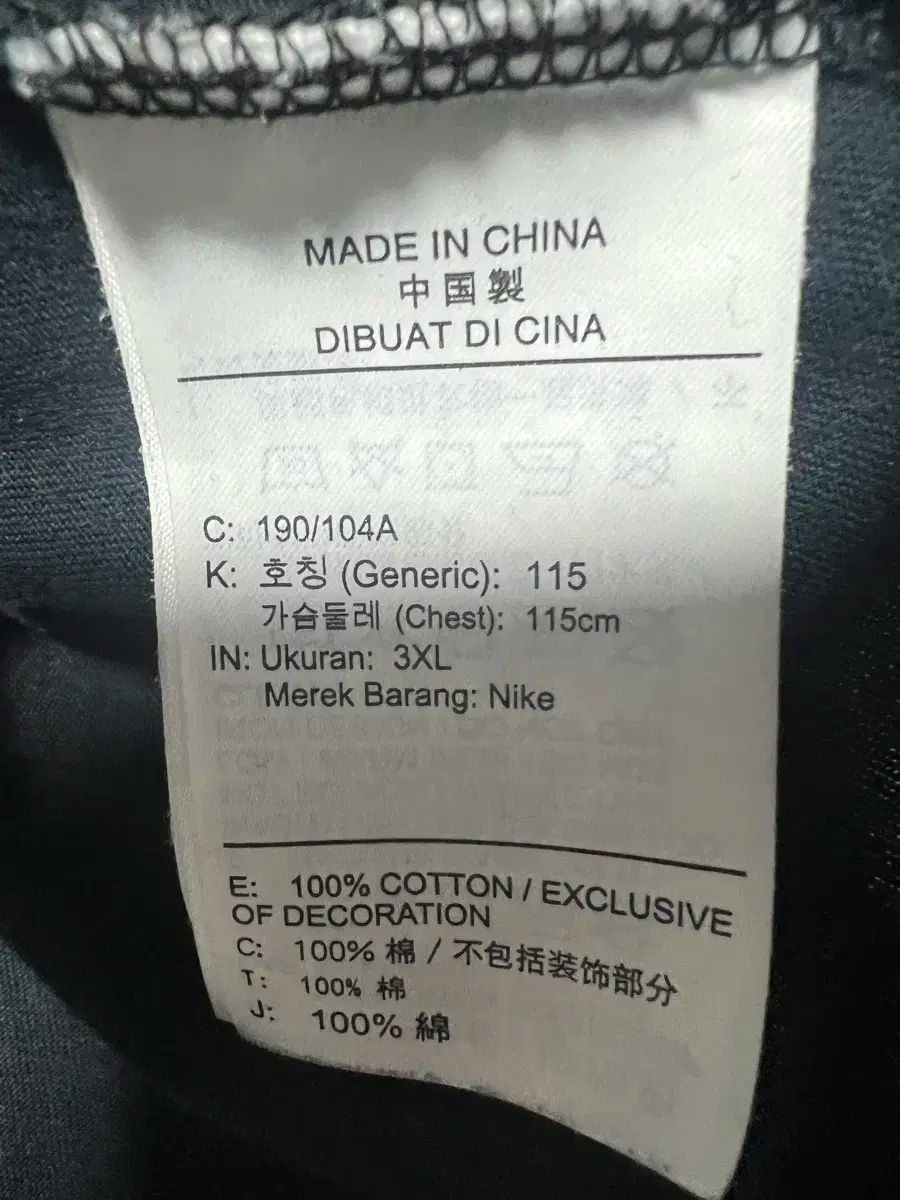 MADE IN CHINA
中国製
DIBUAT DI CINA
C: 190/104A
K: 호칭 (Generic): 115
가슴둘레 (Chest): 115cm
IN: Ukuran: 3XL
Merek Barang: Nike
E: 100% COTTON / EXCLUSIVE
OF DECORATION
C: 100% 棉 / 不包括装饰部分
T: 100% 棉
J: 100% 綿